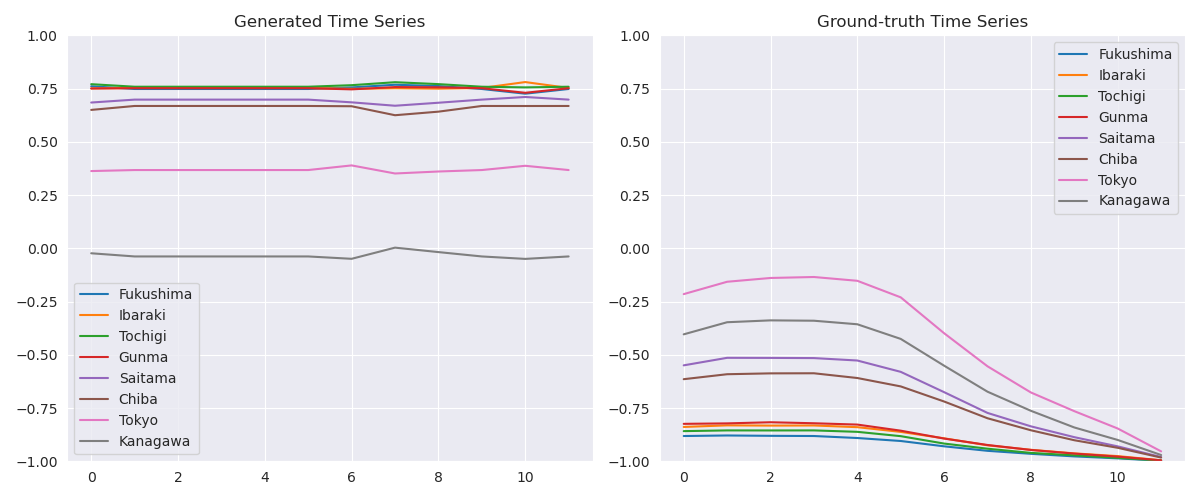 Generated Time Series
1.00
0.75
0.50
0.25
0.00
−0.25
−0.50
−0.75
−1.00
0 2 4 6 8 10
Fukushima
Ibaraki
Tochigi
Gunma
Saitama
Chiba
Tokyo
Kanagawa
Ground-truth Time Series
1.00
0.75
0.50
0.25
0.00
−0.25
−0.50
−0.75
−1.00
0 2 4 6 8 10
Fukushima
Ibaraki
Tochigi
Gunma
Saitama
Chiba
Tokyo
Kanagawa